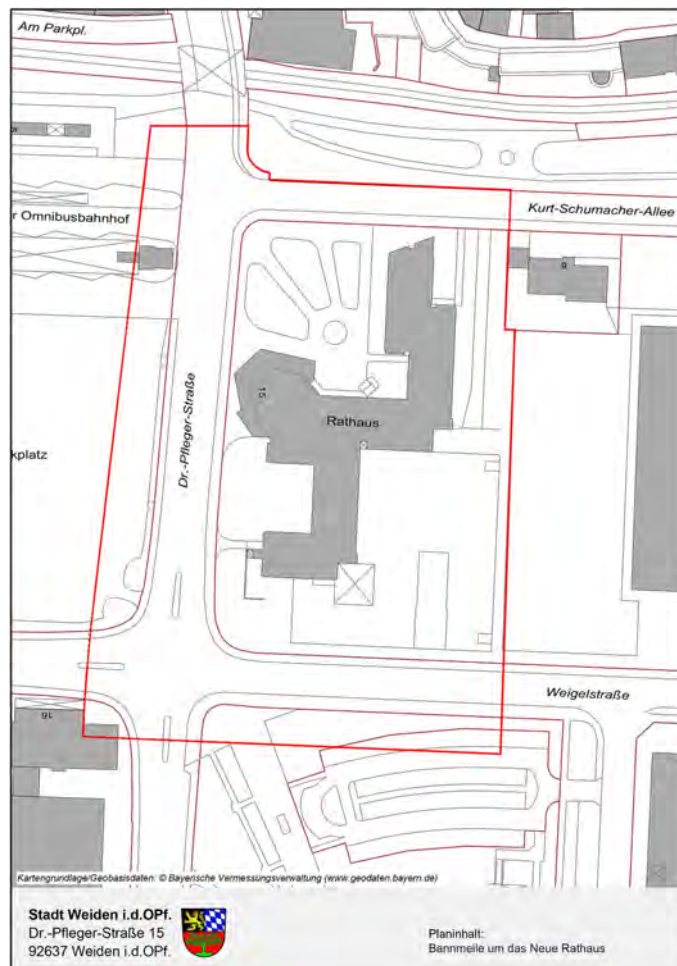 Am Parkpl.
Kurt-Schumacher-Allee
r Omnibusbahnhof
8
15
Dr.-Pfleger-Straße
Rathaus
kplatz
Weigelstraße
16
Kartengrundlage/Geobasisdaten: © Bayerische Vermessungsverwaltung (www.geodaten.bayern.de)
Stadt Weiden i.d.OPf.
Dr.-Pfleger-Straße 15
92637 Weiden i.d.OPf.
Planinhalt:
Bannmeile um das Neue Rathaus